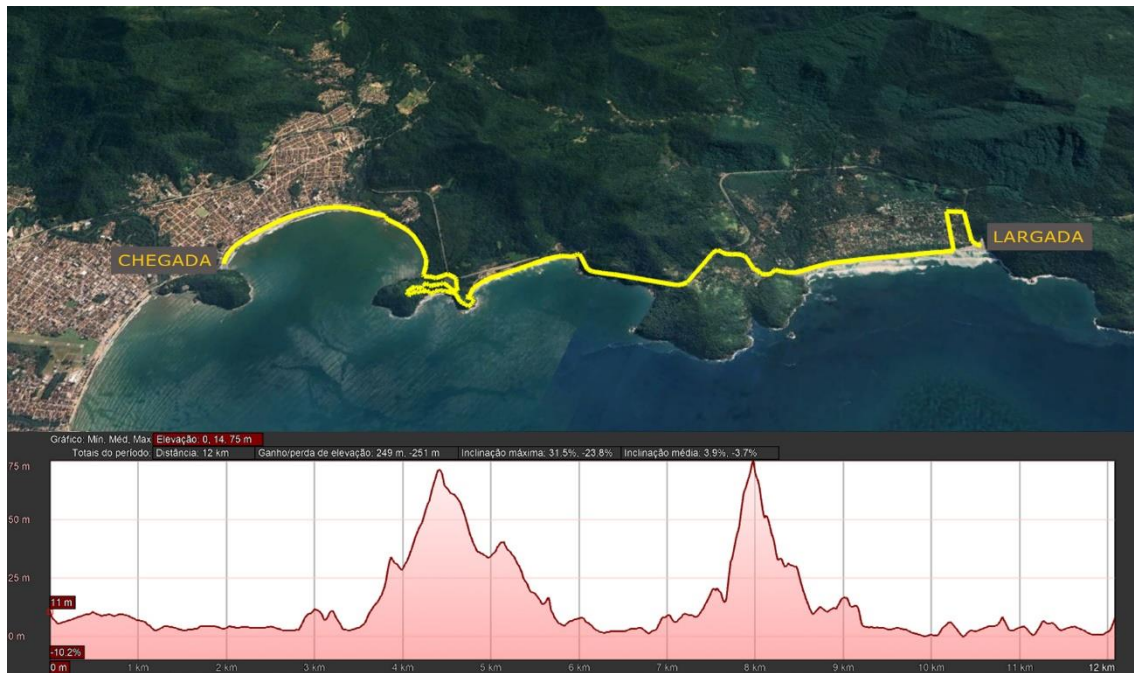 CHEGADA
LARGADA
Gráfico: Mín, Méd, Max Elevação: 0, 14, 75 m
Totais do período: Distância: 12 km Ganho/perda de elevação: 249 m, -251 m Inclinação máxima: 31.5%, -23.8% Inclinação média: 3.9%, -3.7%
75 m
50 m
25 m
11 m
0 m
-10.2%
0 m 1 km 2 km 3 km 4 km 5 km 6 km 7 km 8 km 9 km 10 km 11 km 12 km